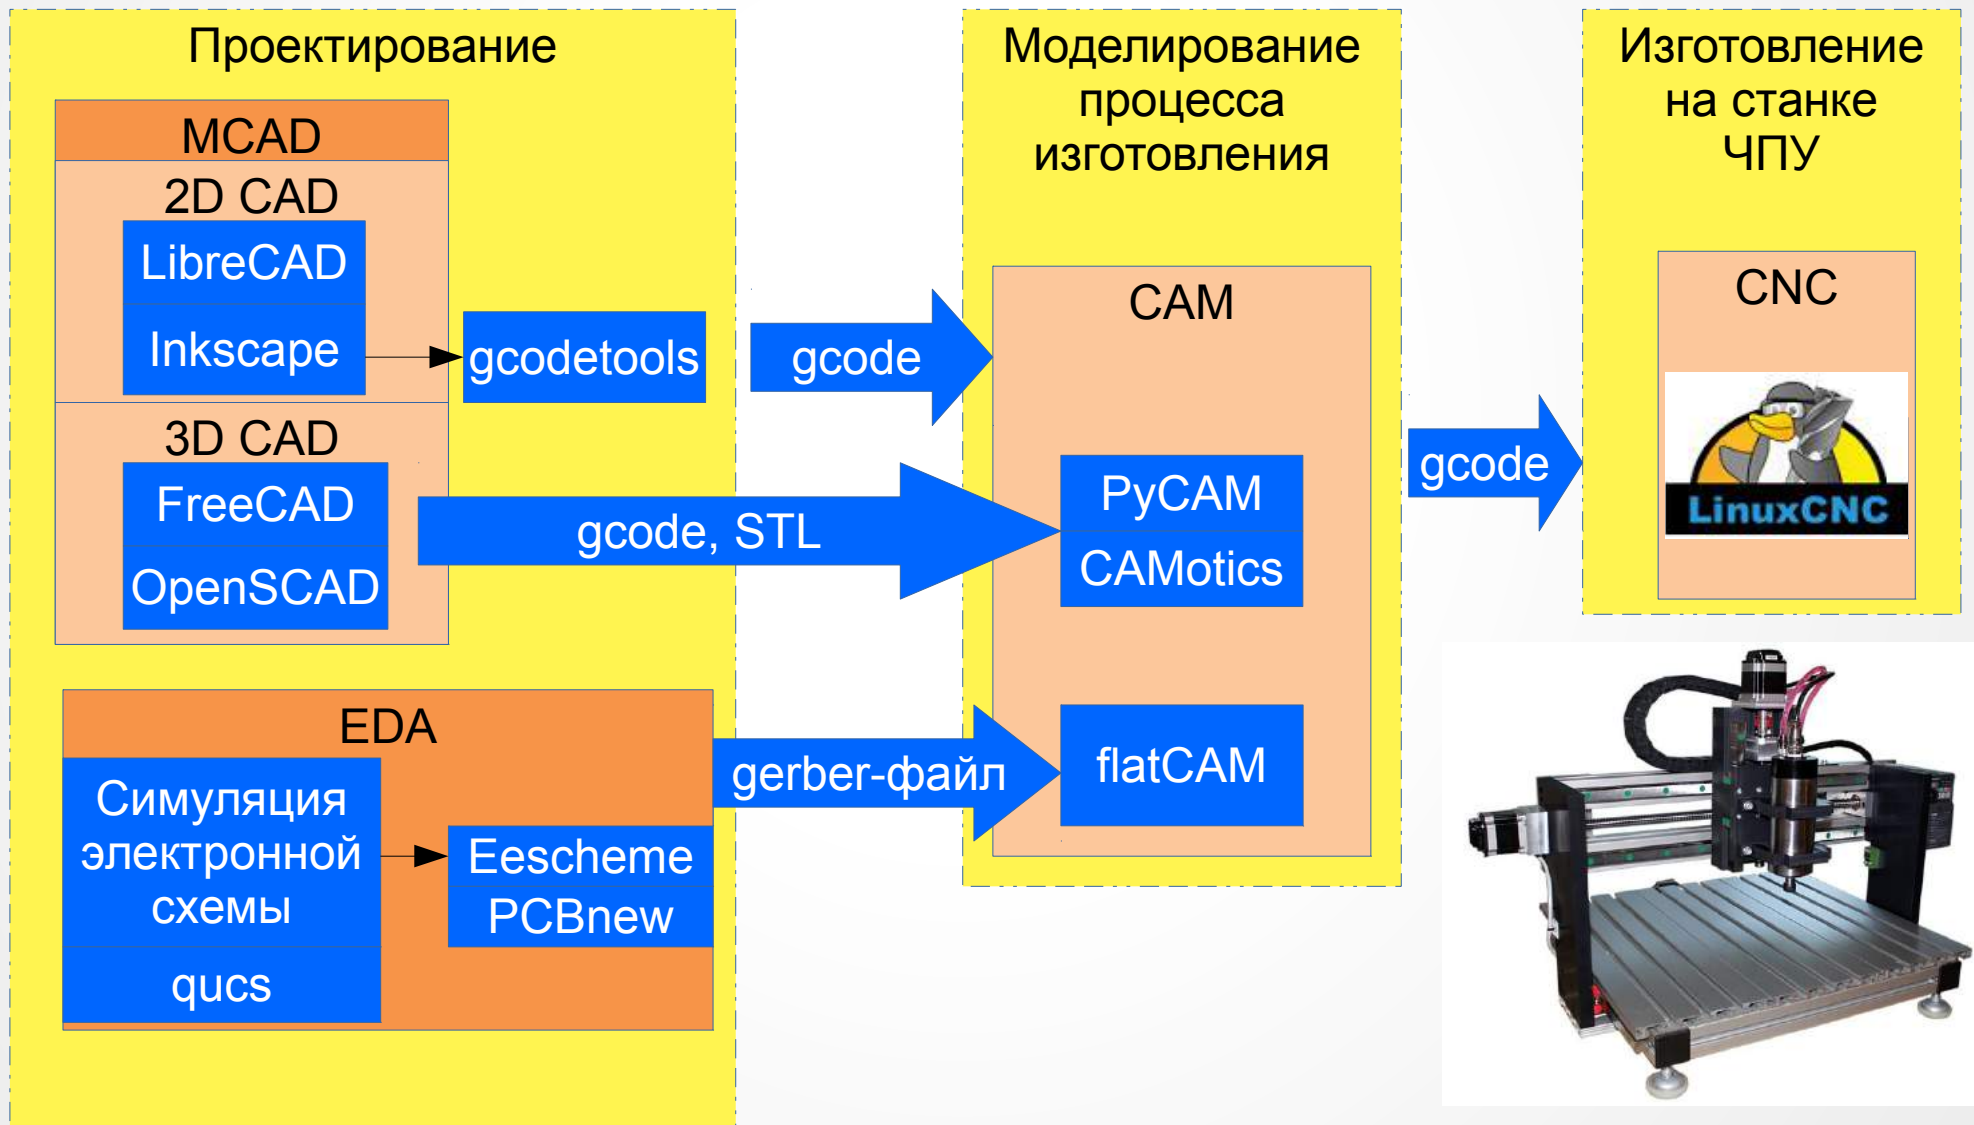 Проектирование
MCAD
2D CAD
LibreCAD
Inkscape
gcodetools
3D CAD
FreeCAD
OpenSCAD
EDA
Симуляция
электронной
схемы
qucs
Eescheme
PCBnew
gcode
gcode, STL
gerber-файл
Моделирование
процесса
изготовления
CAM
PyCAM
CAMotics
flatCAM
gcode
Изготовление
на станке
ЧПУ
CNC
LinuxCNC